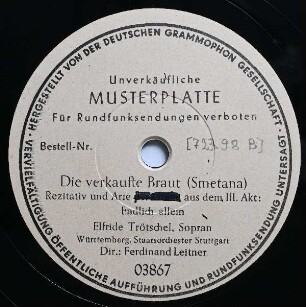 HERGESTELLT VON DER DEUTSCHEN GRAMMOPHON GESELLSCHAFT •
VERVIELFÄLTIGUNG ÖFFENTLICHE AUFFÜHRUNG UND RUNDFUNKSENDUNG UNTERSAGT
Unverkäufliche
MUSTERPLATTE
Für Rundfunksendungen verboten
Bestell-Nr. [72398 B]
Die verkaufte Braut (Smetana)
Rezitativ und Arie aus dem III. Akt:
Endlich allein
Elfride Trötschel, Sopran
Württemberg. Staatsorchester Stuttgart
Dir.: Ferdinand Leitner
03867